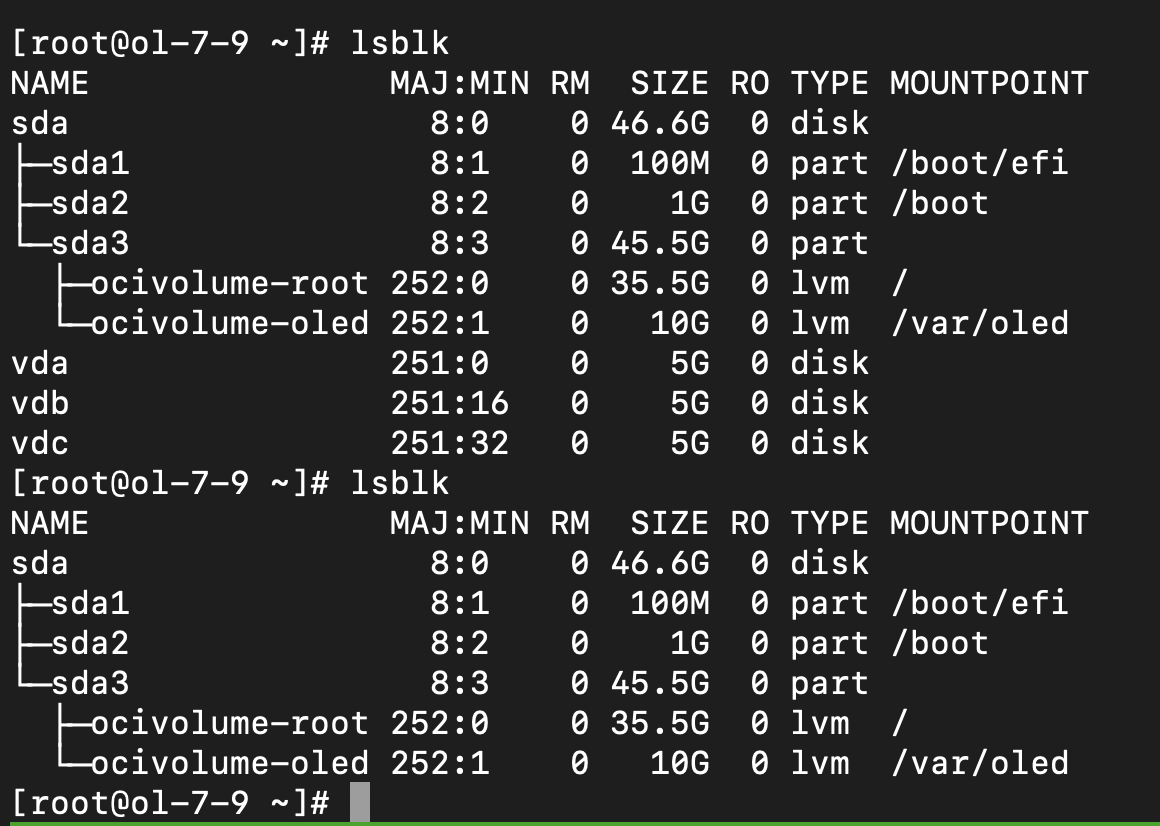 [root@ol-7-9 ~]# lsblk
NAME                MAJ:MIN RM  SIZE RO TYPE MOUNTPOINT
sda                   8:0    0 46.6G  0 disk
├─sda1                8:1    0  100M  0 part /boot/efi
├─sda2                8:2    0    1G  0 part /boot
└─sda3                8:3    0 45.5G  0 part
  ├─ocivolume-root  252:0    0 35.5G  0 lvm  /
  └─ocivolume-oled  252:1    0   10G  0 lvm  /var/oled
vda                 251:0    0    5G  0 disk
vdb                 251:16   0    5G  0 disk
vdc                 251:32   0    5G  0 disk
[root@ol-7-9 ~]# lsblk
NAME                MAJ:MIN RM  SIZE RO TYPE MOUNTPOINT
sda                   8:0    0 46.6G  0 disk
├─sda1                8:1    0  100M  0 part /boot/efi
├─sda2                8:2    0    1G  0 part /boot
└─sda3                8:3    0 45.5G  0 part
  ├─ocivolume-root  252:0    0 35.5G  0 lvm  /
  └─ocivolume-oled  252:1    0   10G  0 lvm  /var/oled
[root@ol-7-9 ~]#